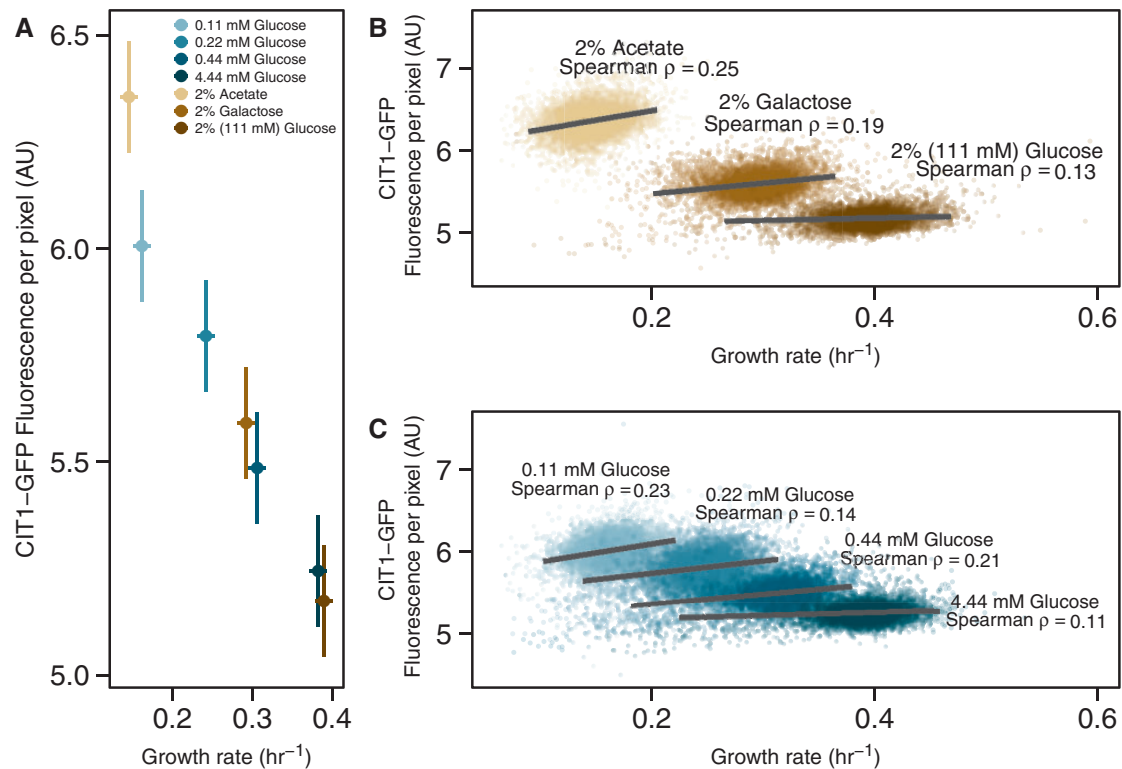 A
CIT1−GFP Fluorescence per pixel (AU)
6.5
6.0
5.5
5.0
0.11 mM Glucose
0.22 mM Glucose
0.44 mM Glucose
4.44 mM Glucose
2% Acetate
2% Galactose
2% (111 mM) Glucose
0.2 0.3 0.4
Growth rate (hr−1)
B
CIT1−GFP
Fluorescence per pixel (AU)
7
6
5
2% Acetate
Spearman ρ = 0.25
2% Galactose
Spearman ρ = 0.19
2% (111 mM) Glucose
Spearman ρ = 0.13
0.2 0.4 0.6
Growth rate (hr−1)
C
CIT1−GFP
Fluorescence per pixel (AU)
7
6
5
0.11 mM Glucose
Spearman ρ = 0.23
0.22 mM Glucose
Spearman ρ = 0.14
0.44 mM Glucose
Spearman ρ = 0.21
4.44 mM Glucose
Spearman ρ = 0.11
0.2 0.4 0.6
Growth rate (hr−1)